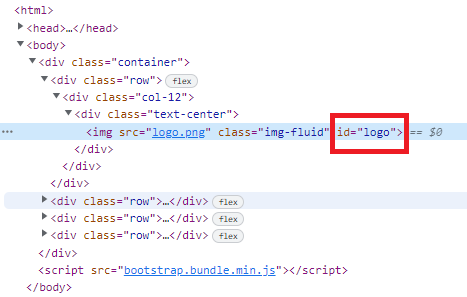 <html>
<head>…</head>
<body>
<div class="container">
<div class="row"> flex
<div class="col-12">
<div class="text-center">
… <img src="logo.png" class="img-fluid" id="logo"> == $0
</div>
</div>
</div>
<div class="row">…</div> flex
<div class="row">…</div> flex
<div class="row">…</div> flex
</div>
<script src="bootstrap.bundle.min.js"></script>
</body>